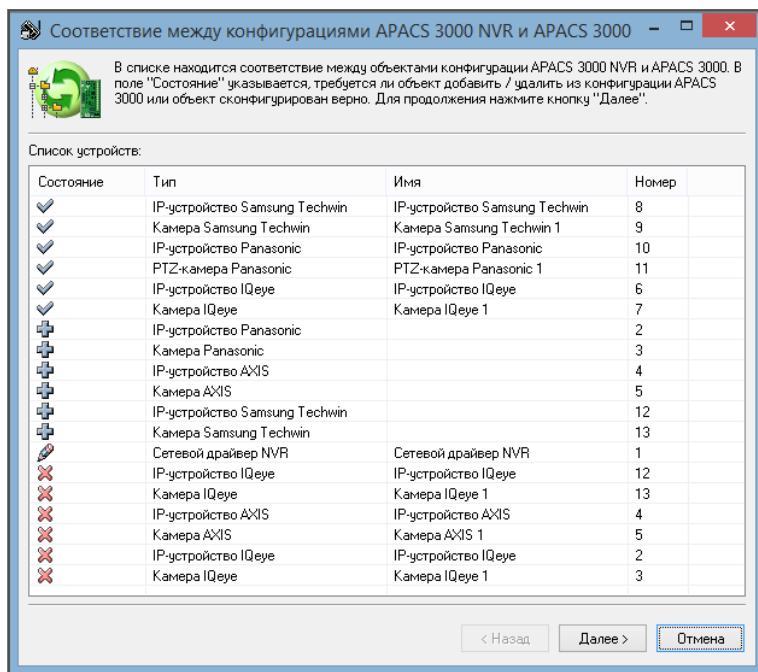 Соответствие между конфигурациями APACS 3000 NVR и APACS 3000
В списке находится соответствие между объектами конфигурации APACS 3000 NVR и APACS 3000. В
поле "Состояние" указывается, требуется ли объект добавить / удалить из конфигурации APACS
3000 или объект сконфигурирован верно. Для продолжения нажмите кнопку "Далее".
Список устройств:
Состояние Тип Имя Номер
IP-устройство Samsung Techwin IP-устройство Samsung Techwin 8
Камера Samsung Techwin Камера Samsung Techwin 1 9
IP-устройство Panasonic IP-устройство Panasonic 10
PTZ-камера Panasonic PTZ-камера Panasonic 1 11
IP-устройство IQeye IP-устройство IQeye 6
Камера IQeye Камера IQeye 1 7
IP-устройство Panasonic 2
Камера Panasonic 3
IP-устройство AXIS 4
Камера AXIS 5
IP-устройство Samsung Techwin 12
Камера Samsung Techwin 13
Сетевой драйвер NVR Сетевой драйвер NVR 1
IP-устройство IQeye IP-устройство IQeye 12
Камера IQeye Камера IQeye 1 13
IP-устройство AXIS IP-устройство AXIS 4
Камера AXIS Камера AXIS 1 5
IP-устройство IQeye IP-устройство IQeye 2
Камера IQeye Камера IQeye 1 3
< Назад Далее > Отмена